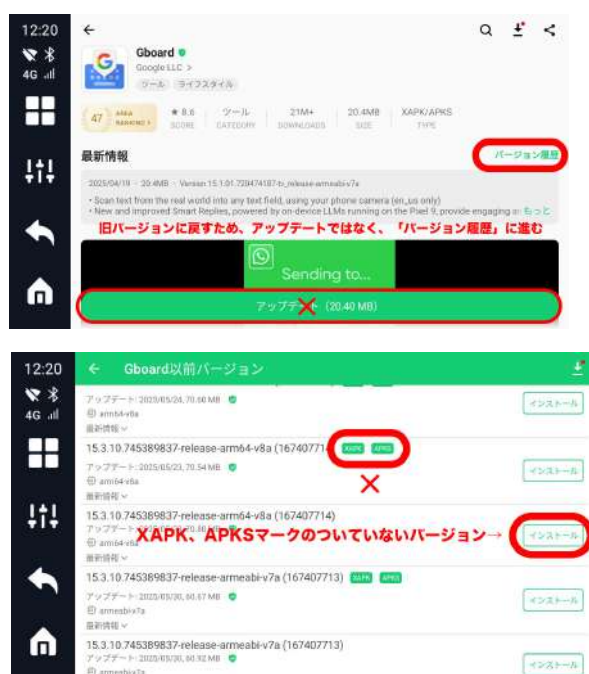 12:20
4G
Gboard
Google LLC >
ツール ライフスタイル
47 AREA RANKING >
★ 8.6 ツール 21M+ 20.4MB XAPK/APKS
SCORE CATEGORY DOWNLOADS SIZE TYPE
最新情報 バージョン履歴
2025/04/19 · 20.4MB · Version 15.1.01.720474187-b_release-armeabi-v7a
• Scan text from the real world into any text field, using your phone camera (en_us only)
• New and improved Smart Replies, powered by on-device LLMs running on the Pixel 9, provide engaging もっと
旧バージョンに戻すため、アップデートではなく、「バージョン履歴」に進む
Sending to...
アップデート (20.40 MB)
12:20
4G
Gboard以前バージョン
アップデート: 2025/05/24, 70.60 MB
arm64-v8a
最新情報
インストール
15.3.10.745389837-release-arm64-v8a (16740771 XAPK APKS
アップデート: 2025/05/23, 70.54 MB
arm64-v8a
最新情報
インストール
15.3.10.745389837-release-arm64-v8a (167407714)
アップデート:
arm64-v8a
最新情報
XAPK、APKSマークのついていないバージョン→
インストール
15.3.10.745389837-release-armeabi-v7a (167407713) XAPK APKS
アップデート: 2025/05/30, 60.67 MB
armeabi-v7a
最新情報
インストール
15.3.10.745389837-release-armeabi-v7a (167407713)
アップデート: 2025/05/30, 60.92 MB
armeabi-v7a
インストール